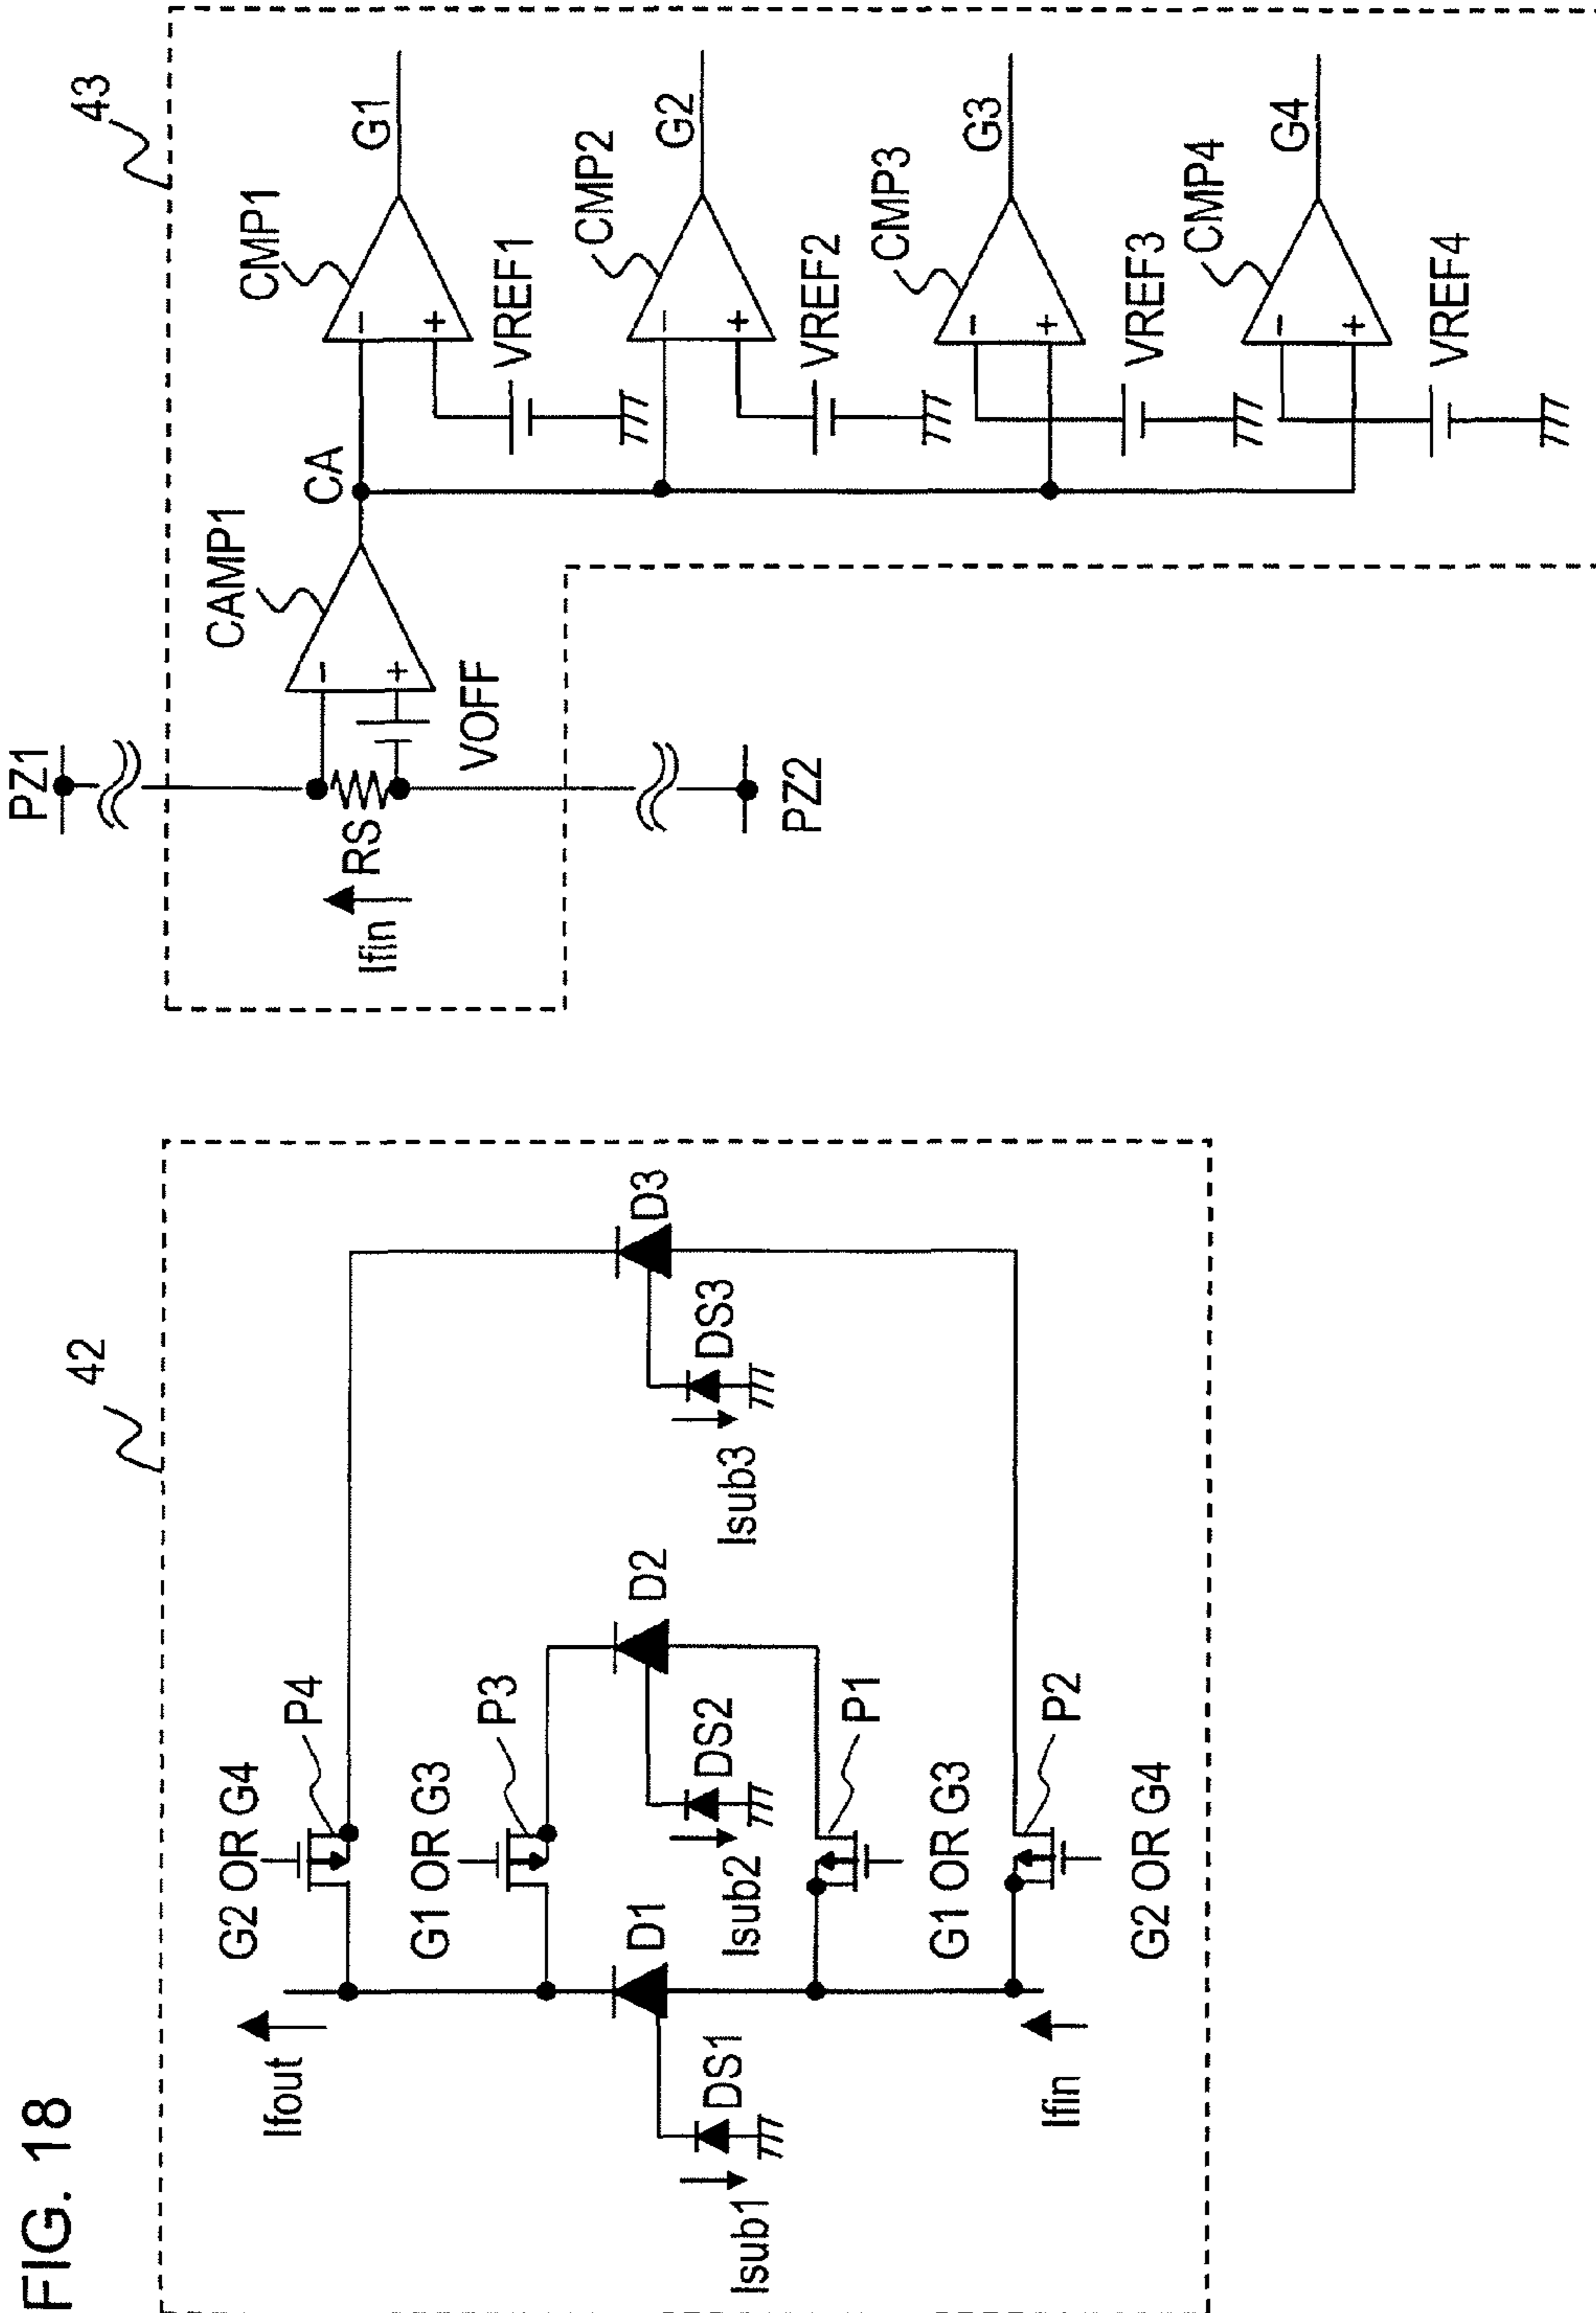 FIG. 18
42
G2 OR G4
P4
G1 OR G3
P3
Ifout
D1
D2
D3
DS1
DS2
DS3
Isub1
Isub2
Isub3
P1
G1 OR G3
P2
G2 OR G4
Ifin
43
PZ1
CAMP1
CA
CMP1
G1
-
+
VREF1
RS
Ifin
-
+
VOFF
CMP2
G2
-
+
VREF2
PZ2
CMP3
G3
-
+
VREF3
CMP4
G4
-
+
VREF4